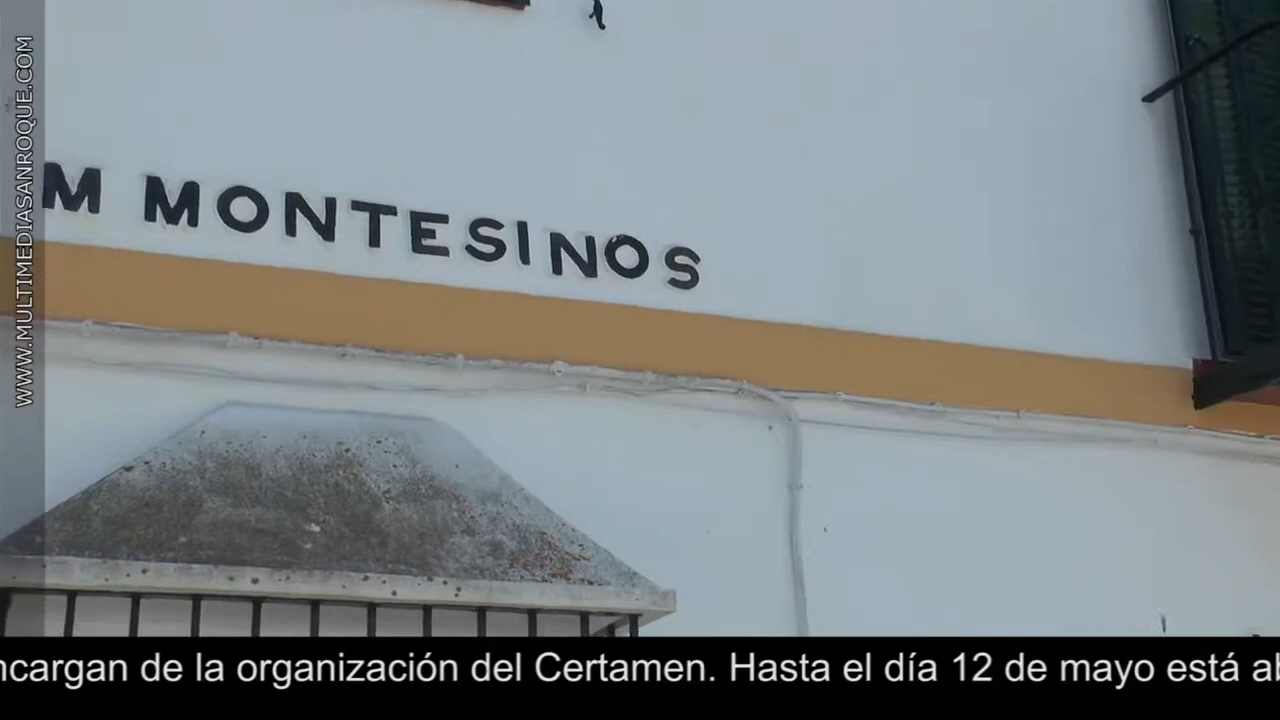 WWW.MULTIMEDIASANROQUE.COM
M MONTESINOS
ncargan de la organización del Certamen. Hasta el día 12 de mayo está ab